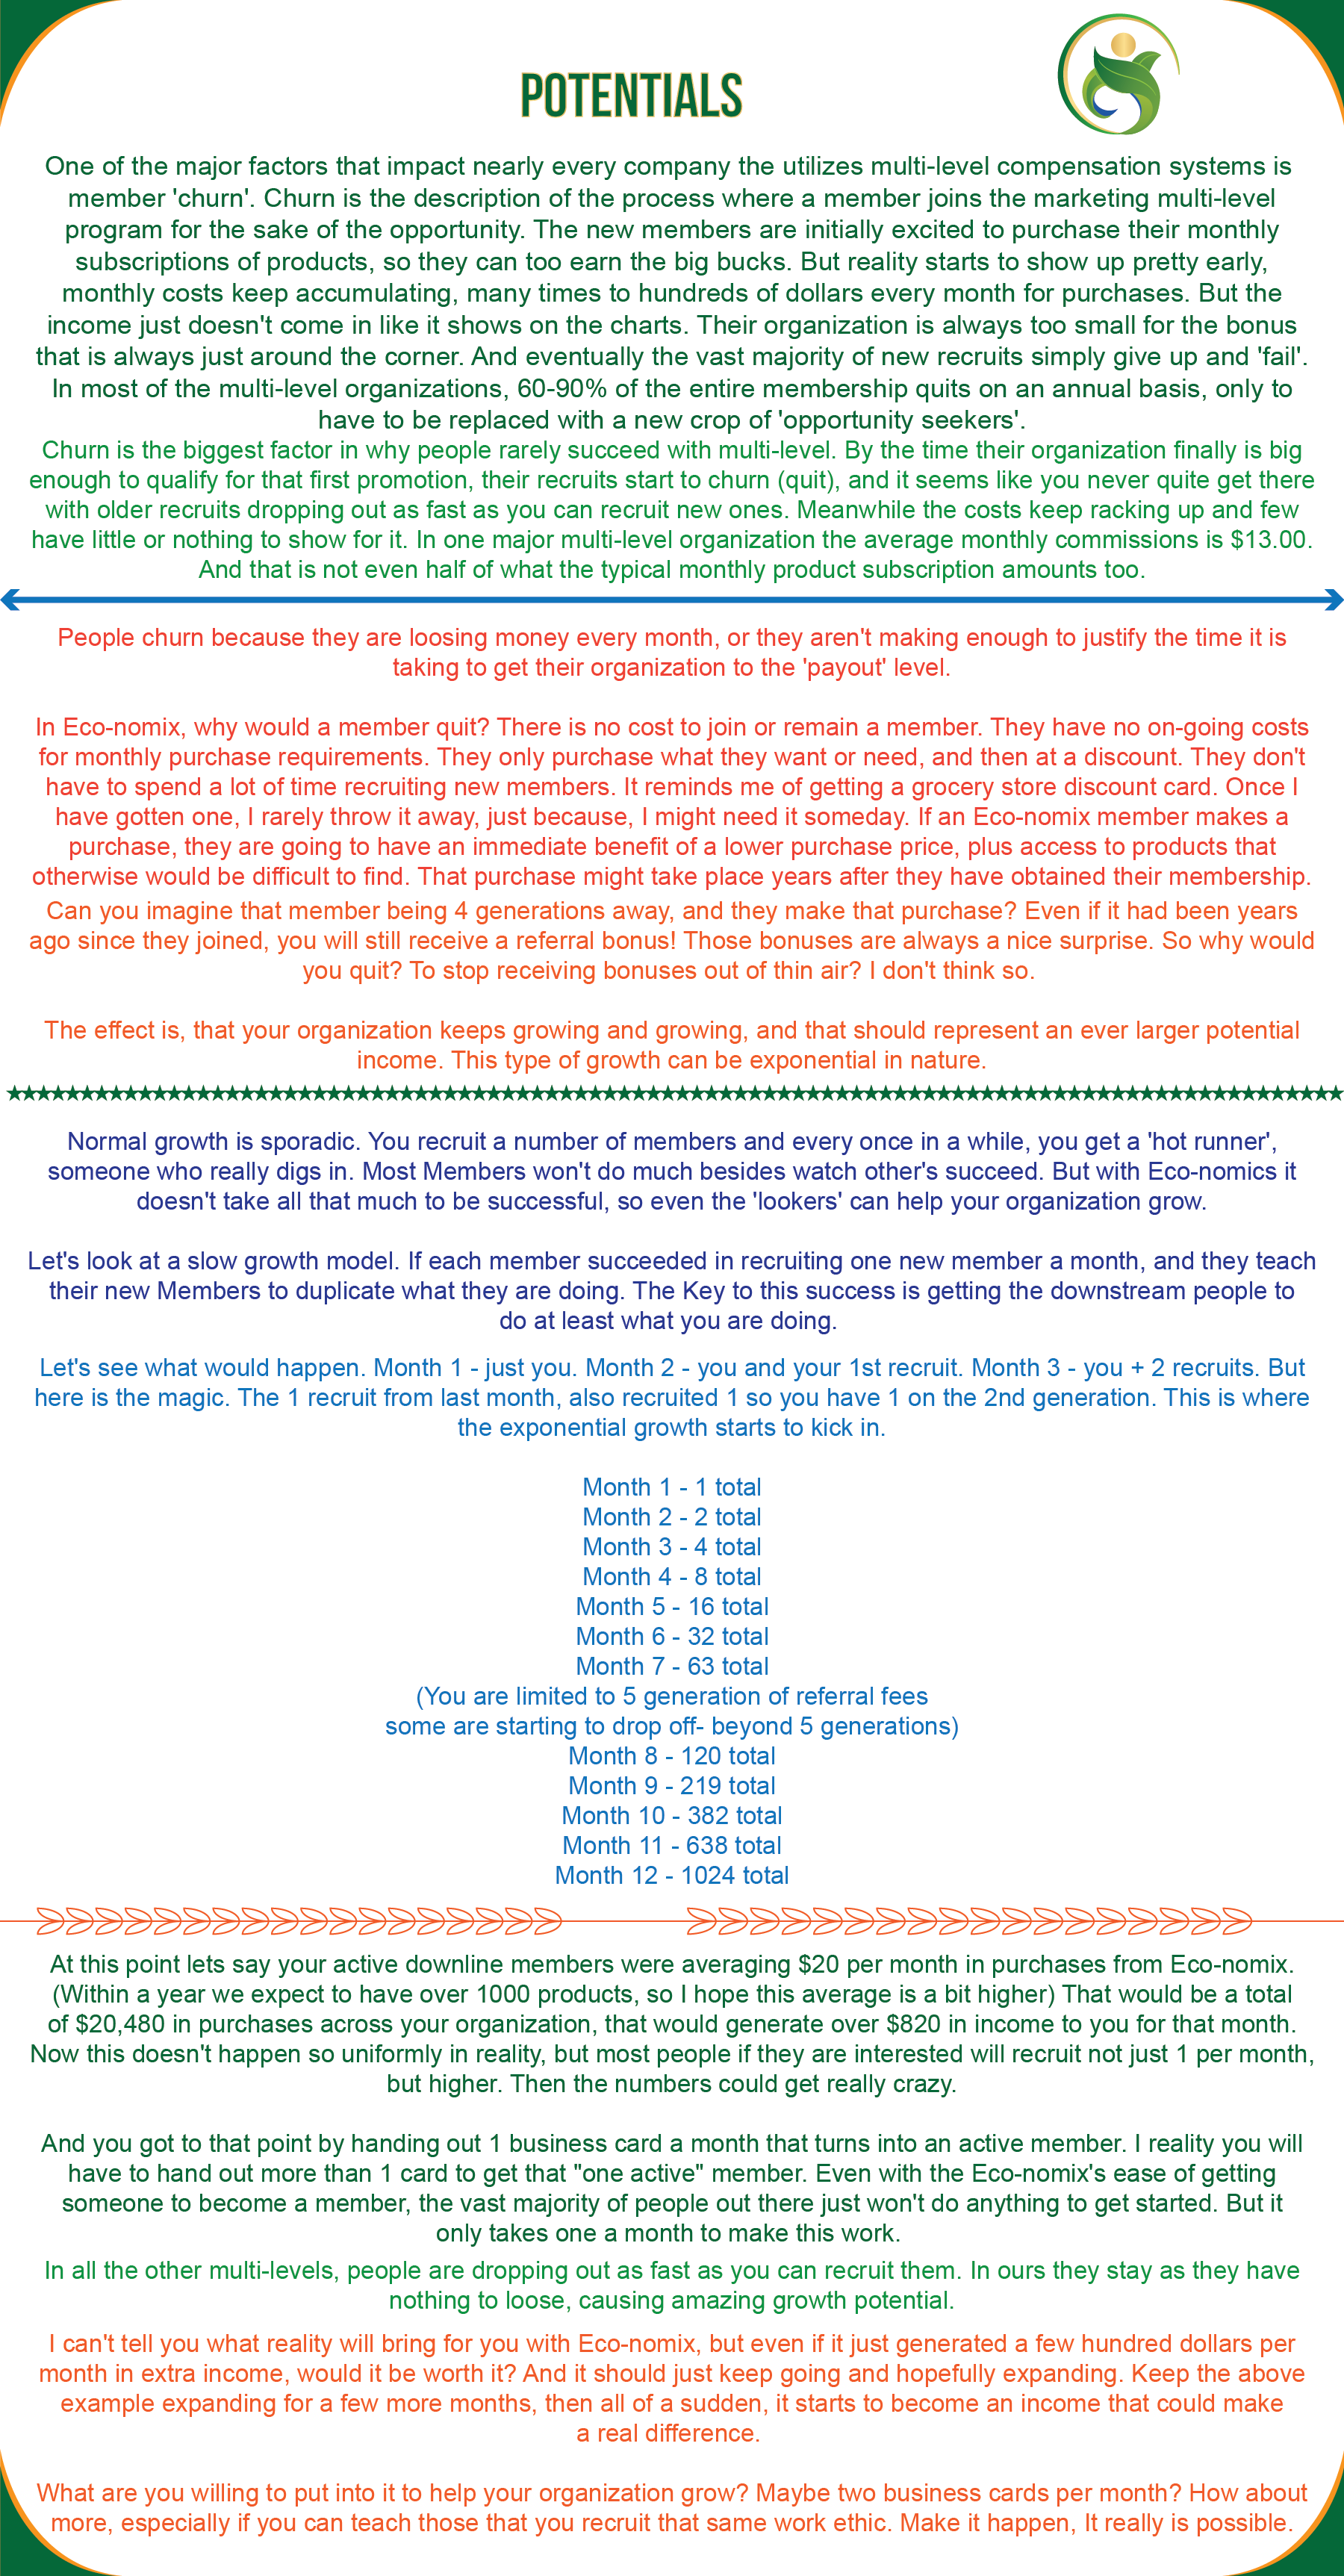 POTENTIALS
One of the major factors that impact nearly every company the utilizes multi-level compensation systems is
member 'churn'. Churn is the description of the process where a member joins the marketing multi-level
program for the sake of the opportunity. The new members are initially excited to purchase their monthly
subscriptions of products, so they can too earn the big bucks. But reality starts to show up pretty early,
monthly costs keep accumulating, many times to hundreds of dollars every month for purchases. But the
income just doesn't come in like it shows on the charts. Their organization is always too small for the bonus
that is always just around the corner. And eventually the vast majority of new recruits simply give up and 'fail'.
In most of the multi-level organizations, 60-90% of the entire membership quits on an annual basis, only to
have to be replaced with a new crop of 'opportunity seekers'.
Churn is the biggest factor in why people rarely succeed with multi-level. By the time their organization finally is big
enough to qualify for that first promotion, their recruits start to churn (quit), and it seems like you never quite get there
with older recruits dropping out as fast as you can recruit new ones. Meanwhile the costs keep racking up and few
have little or nothing to show for it. In one major multi-level organization the average monthly commissions is $13.00.
And that is not even half of what the typical monthly product subscription amounts too.
People churn because they are loosing money every month, or they aren't making enough to justify the time it is
taking to get their organization to the 'payout' level.
In Eco-nomix, why would a member quit? There is no cost to join or remain a member. They have no on-going costs
for monthly purchase requirements. They only purchase what they want or need, and then at a discount. They don't
have to spend a lot of time recruiting new members. It reminds me of getting a grocery store discount card. Once I
have gotten one, I rarely throw it away, just because, I might need it someday. If an Eco-nomix member makes a
purchase, they are going to have an immediate benefit of a lower purchase price, plus access to products that
otherwise would be difficult to find. That purchase might take place years after they have obtained their membership.
Can you imagine that member being 4 generations away, and they make that purchase? Even if it had been years
ago since they joined, you will still receive a referral bonus! Those bonuses are always a nice surprise. So why would
you quit? To stop receiving bonuses out of thin air? I don't think so.
The effect is, that your organization keeps growing and growing, and that should represent an ever larger potential
income. This type of growth can be exponential in nature.
Normal growth is sporadic. You recruit a number of members and every once in a while, you get a 'hot runner',
someone who really digs in. Most Members won't do much besides watch other's succeed. But with Eco-nomics it
doesn't take all that much to be successful, so even the 'lookers' can help your organization grow.
Let's look at a slow growth model. If each member succeeded in recruiting one new member a month, and they teach
their new Members to duplicate what they are doing. The Key to this success is getting the downstream people to
do at least what you are doing.
Let's see what would happen. Month 1 - just you. Month 2 - you and your 1st recruit. Month 3 - you + 2 recruits. But
here is the magic. The 1 recruit from last month, also recruited 1 so you have 1 on the 2nd generation. This is where
the exponential growth starts to kick in.
Month 1 - 1 total
Month 2 - 2 total
Month 3 - 4 total
Month 4 - 8 total
Month 5 - 16 total
Month 6 - 32 total
Month 7 - 63 total
(You are limited to 5 generation of referral fees
some are starting to drop off- beyond 5 generations)
Month 8 - 120 total
Month 9 - 219 total
Month 10 - 382 total
Month 11 - 638 total
Month 12 - 1024 total
At this point lets say your active downline members were averaging $20 per month in purchases from Eco-nomix.
(Within a year we expect to have over 1000 products, so I hope this average is a bit higher) That would be a total
of $20,480 in purchases across your organization, that would generate over $820 in income to you for that month.
Now this doesn't happen so uniformly in reality, but most people if they are interested will recruit not just 1 per month,
but higher. Then the numbers could get really crazy.
And you got to that point by handing out 1 business card a month that turns into an active member. I reality you will
have to hand out more than 1 card to get that "one active" member. Even with the Eco-nomix's ease of getting
someone to become a member, the vast majority of people out there just won't do anything to get started. But it
only takes one a month to make this work.
In all the other multi-levels, people are dropping out as fast as you can recruit them. In ours they stay as they have
nothing to loose, causing amazing growth potential.
I can't tell you what reality will bring for you with Eco-nomix, but even if it just generated a few hundred dollars per
month in extra income, would it be worth it? And it should just keep going and hopefully expanding. Keep the above
example expanding for a few more months, then all of a sudden, it starts to become an income that could make
a real difference.
What are you willing to put into it to help your organization grow? Maybe two business cards per month? How about
more, especially if you can teach those that you recruit that same work ethic. Make it happen, It really is possible.